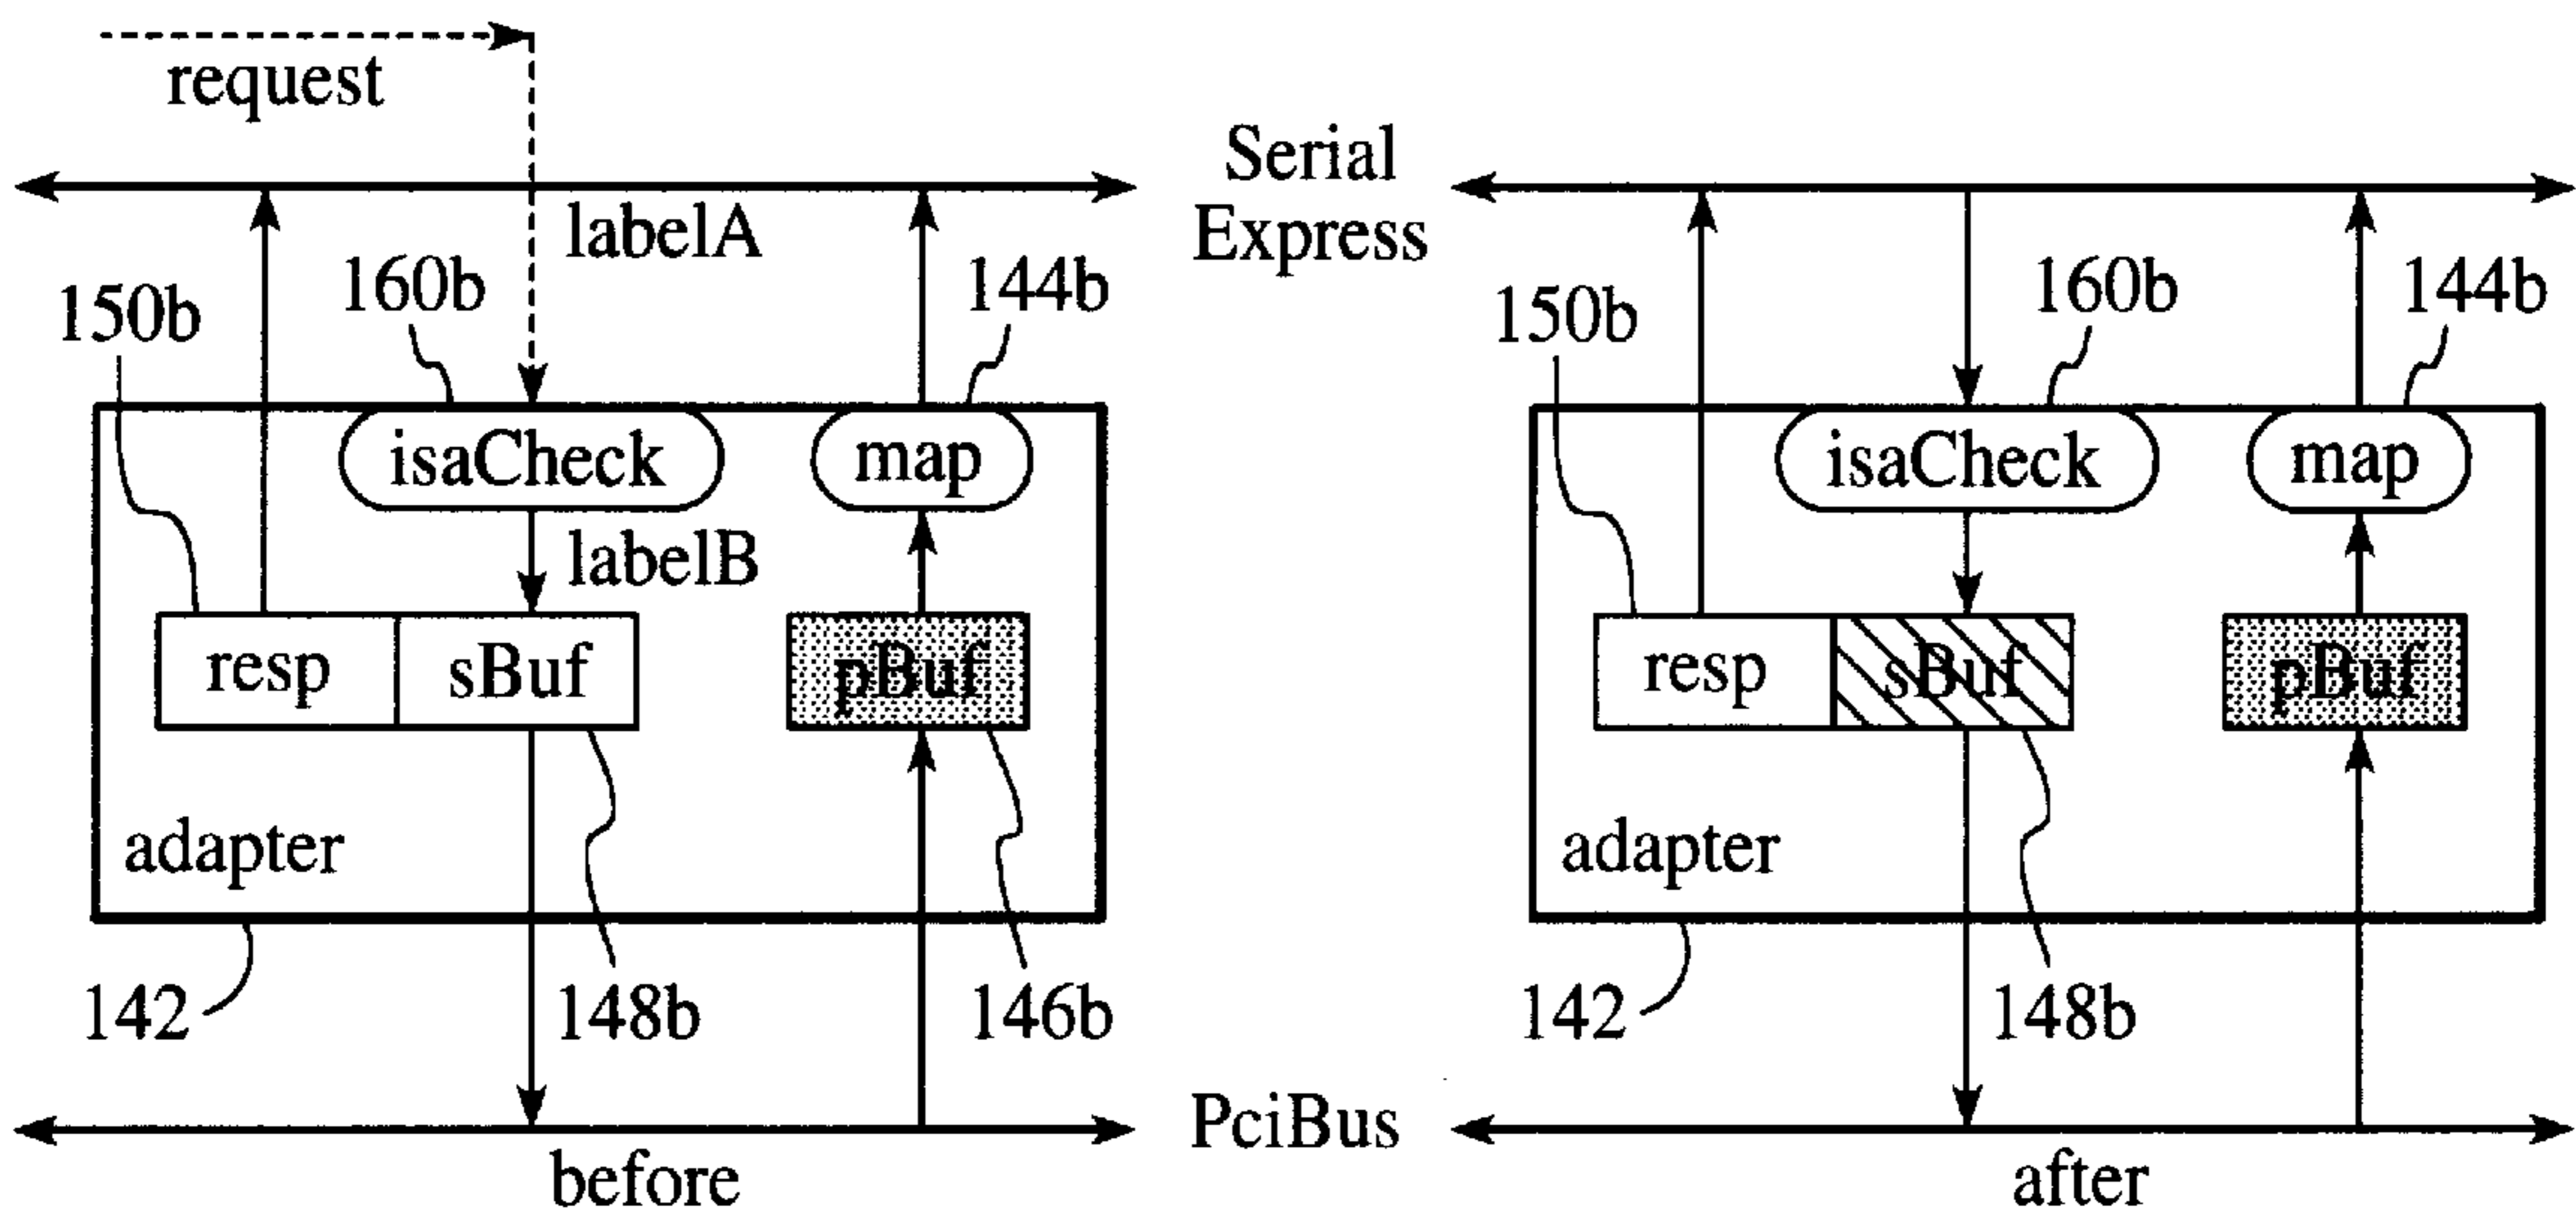 request
Serial
Express
labelA
150b
160b
144b
isaCheck
map
labelB
resp
sBuf
pBuf
adapter
142
148b
146b
before
PciBus
150b
160b
144b
isaCheck
map
resp
sBuf
pBuf
adapter
142
148b
after